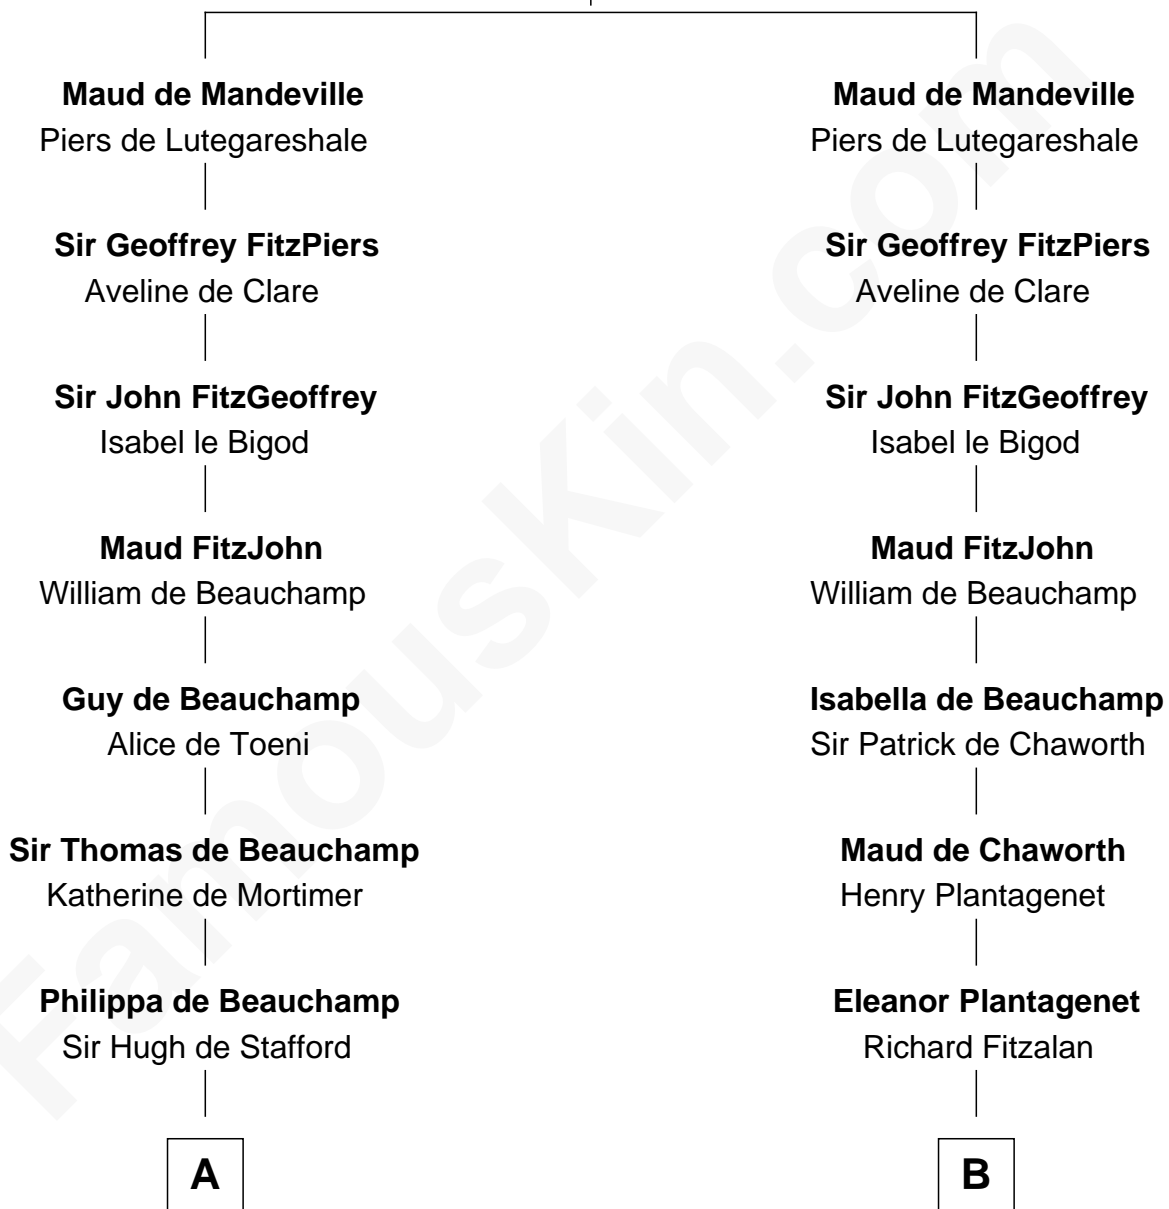 Maud de Mandeville
Piers de Lutegareshale
Sir Geoffrey FitzPiers
Aveline de Clare
Sir John FitzGeoffrey
Isabel le Bigod
Maud FitzJohn
William de Beauchamp
Guy de Beauchamp
Alice de Toeni
Sir Thomas de Beauchamp
Katherine de Mortimer
Philippa de Beauchamp
Sir Hugh de Stafford
A
Maud de Mandeville
Piers de Lutegareshale
Sir Geoffrey FitzPiers
Aveline de Clare
Sir John FitzGeoffrey
Isabel le Bigod
Maud FitzJohn
William de Beauchamp
Isabella de Beauchamp
Sir Patrick de Chaworth
Maud de Chaworth
Henry Plantagenet
Eleanor Plantagenet
Richard Fitzalan
B
FamousKin.com